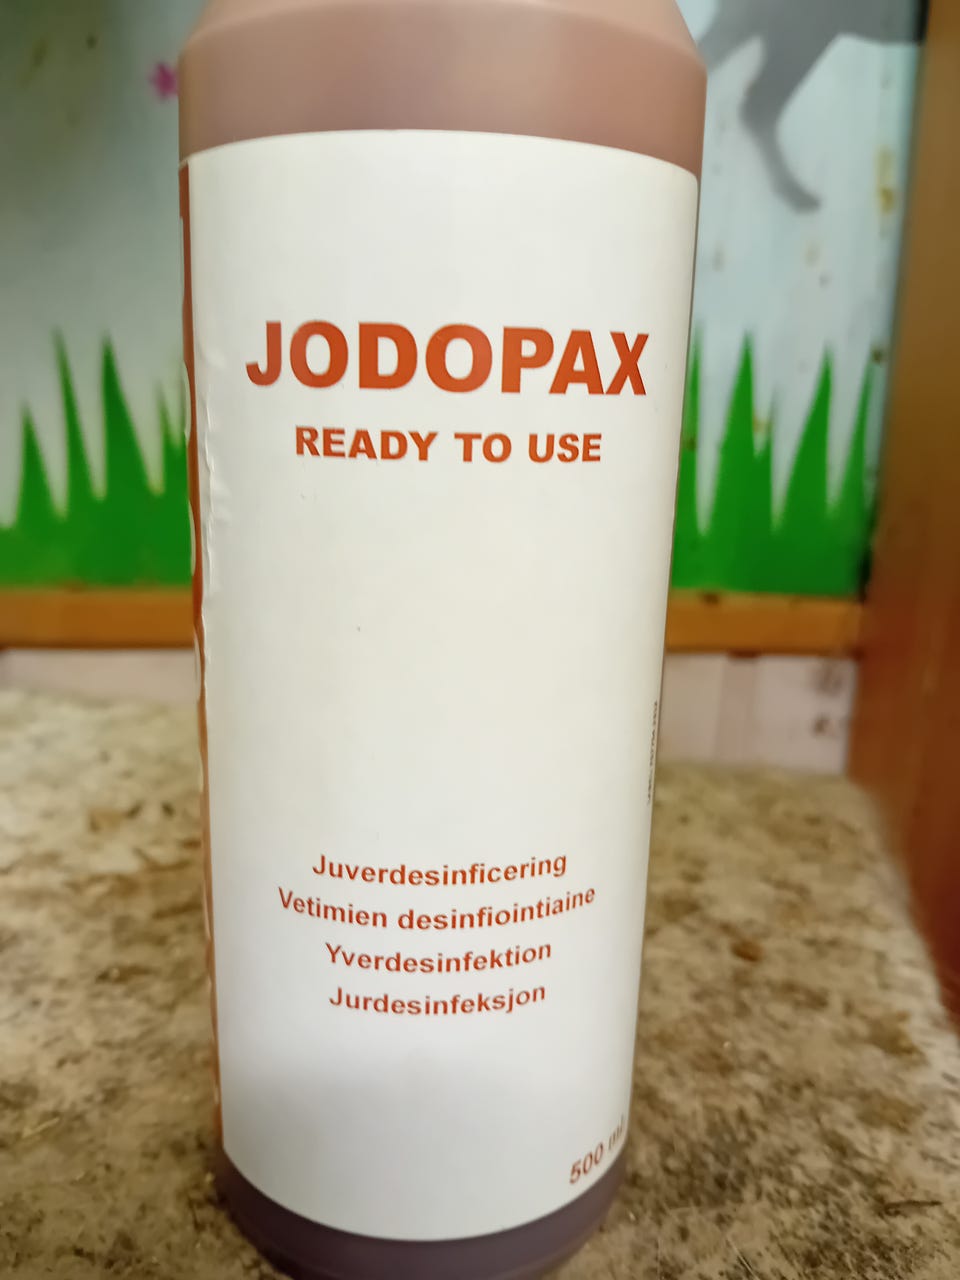 JODOPAX
READY TO USE
Juverdesinficering
Vetimien desinfiointiaine
Yverdesinfektion
Jurdesinfeksjon
500 ml